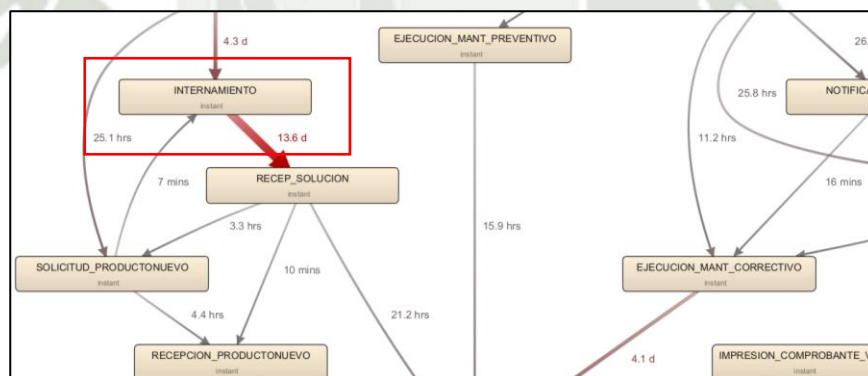 EJECUCION_MANT_PREVENTIVO
instant
4.3 d
INTERNAMIENTO
instant
25.8 hrs
25.1 hrs
13.6 d
11.2 hrs
7 mins
RECEP_SOLUCION
instant
16 mins
3.3 hrs
15.9 hrs
SOLICITUD_PRODUCTONUEVO
instant
10 mins
EJECUCION_MANT_CORRECTIVO
instant
4.4 hrs
21.2 hrs
RECEPCION_PRODUCTONUEVO
instant
4.1 d
IMPRESION_COMPROBANTE_V
instant
26.
NOTIFICA